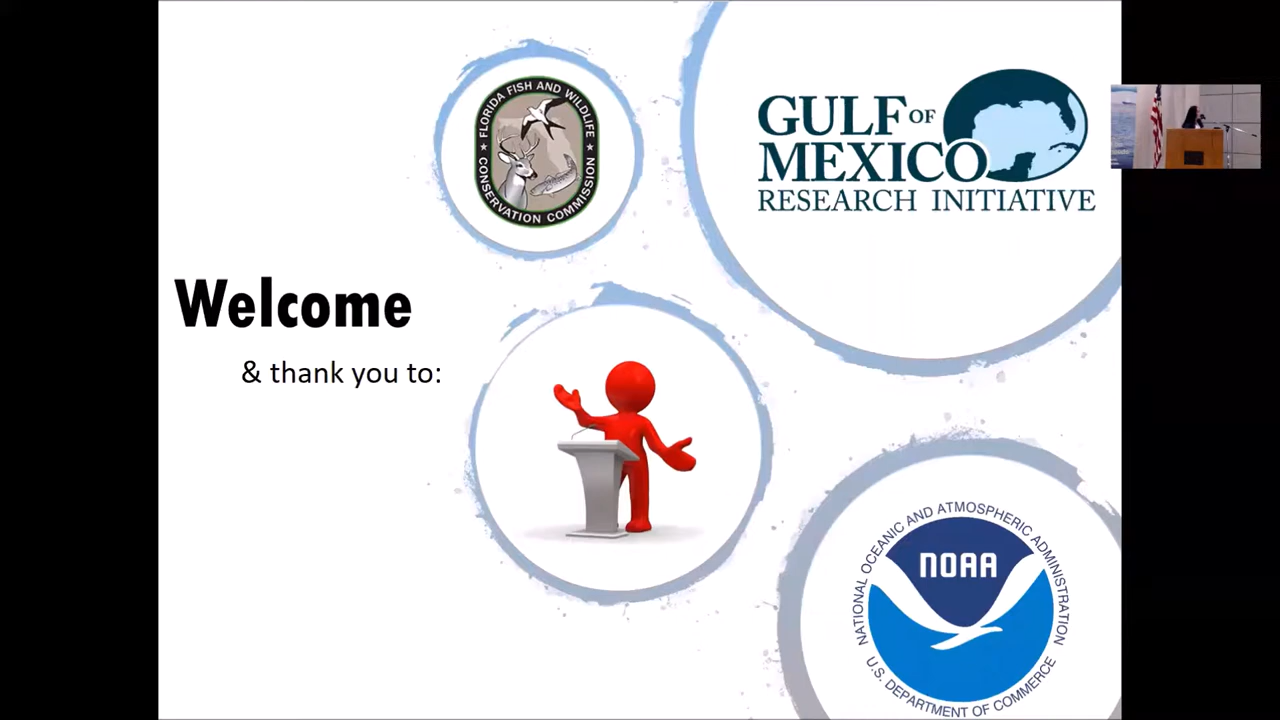 FLORIDA FISH AND WILDLIFE
CONSERVATION COMMISSION
GULF OF
MEXICO
RESEARCH INITIATIVE
Welcome
& thank you to:
NOAA
NATIONAL OCEANIC AND ATMOSPHERIC ADMINISTRATION
U.S. DEPARTMENT OF COMMERCE